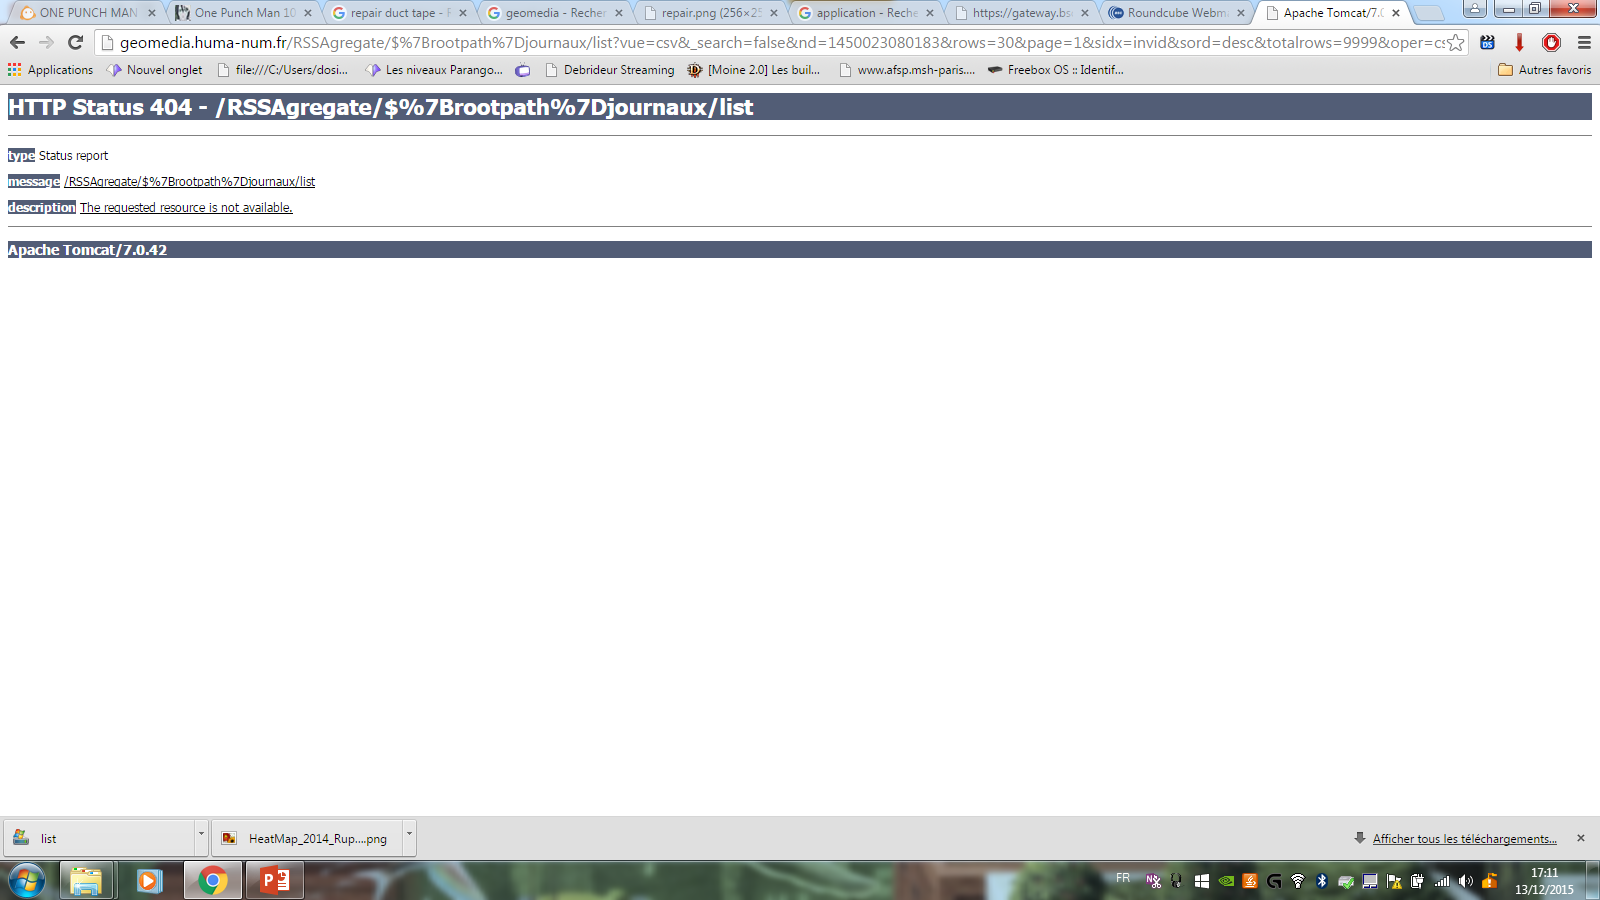 ONE PUNCH MAN
One Punch Man 10
repair duct tape - F
geomedia - Recher
repair.png (256×25
application - Reche
https://gateway.bs
Roundcube Webm
Apache Tomcat/7.0
geomedia.huma-num.fr/RSSAgregate/$%7Brootpath%7Djournaux/list?vue=csv&_search=false&nd=1450023080183&rows=30&page=1&sidx=invid&sord=desc&totalrows=9999&oper=cs
Applications
Nouvel onglet
file:///C:/Users/dosi...
Les niveaux Parango...
Debrideur Streaming
[Moine 2.0] Les buil...
www.afsp.msh-paris....
Freebox OS :: Identif...
Autres favoris
HTTP Status 404 - /RSSAgregate/$%7Brootpath%7Djournaux/list
type Status report
message /RSSAgregate/$%7Brootpath%7Djournaux/list
description The requested resource is not available.
Apache Tomcat/7.0.42
list
HeatMap_2014_Rup....png
Afficher tous les téléchargements...
FR
17:11
13/12/2015